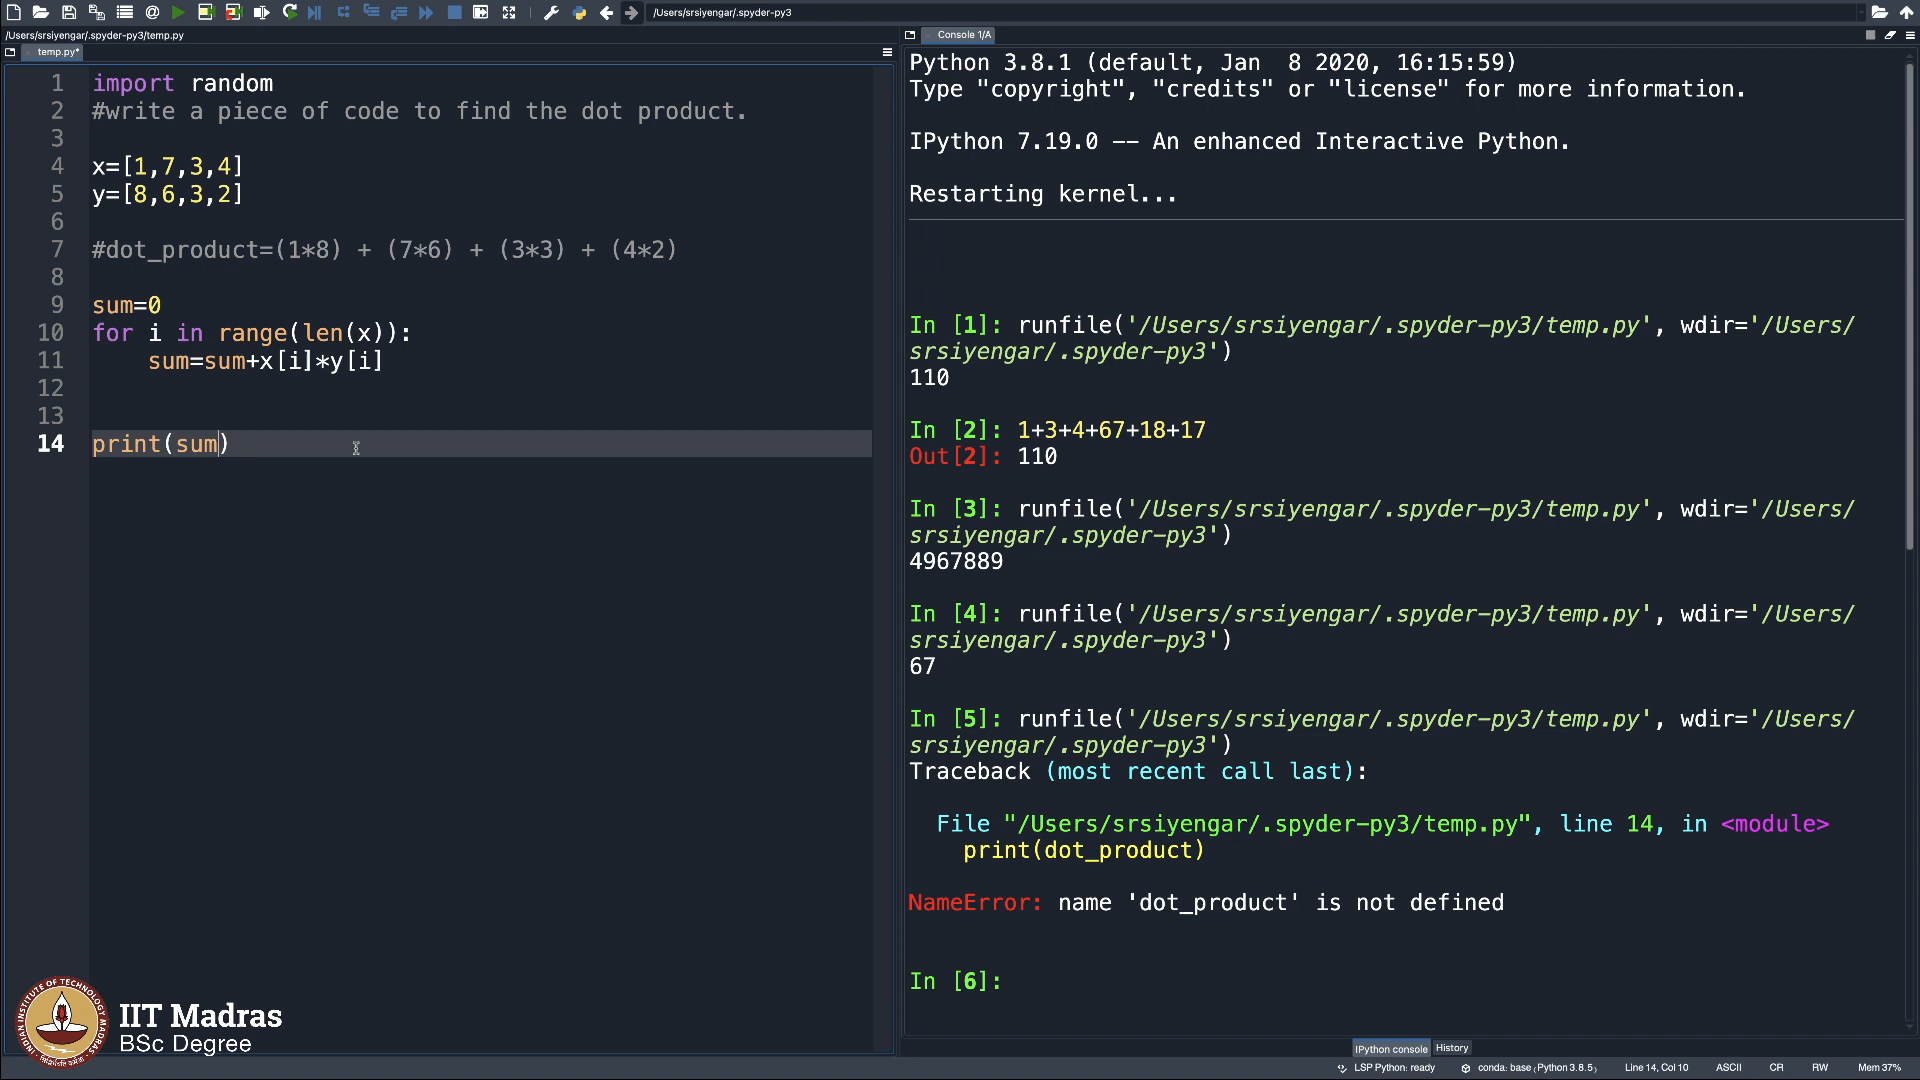 /Users/srsiyengar/.spyder-py3
/Users/srsiyengar/.spyder-py3/temp.py
temp.py*
1 import random
2 #write a piece of code to find the dot product.
3
4 x=[1,7,3,4]
5 y=[8,6,3,2]
6
7 #dot_product=(1*8) + (7*6) + (3*3) + (4*2)
8
9 sum=0
10 for i in range(len(x)):
11     sum=sum+x[i]*y[i]
12
13
14 print(sum)
Console 1/A
Python 3.8.1 (default, Jan  8 2020, 16:15:59)
Type "copyright", "credits" or "license" for more information.
IPython 7.19.0 -- An enhanced Interactive Python.
Restarting kernel...
In [1]: runfile('/Users/srsiyengar/.spyder-py3/temp.py', wdir='/Users/
srsiyengar/.spyder-py3')
110
In [2]: 1+3+4+67+18+17
Out[2]: 110
In [3]: runfile('/Users/srsiyengar/.spyder-py3/temp.py', wdir='/Users/
srsiyengar/.spyder-py3')
4967889
In [4]: runfile('/Users/srsiyengar/.spyder-py3/temp.py', wdir='/Users/
srsiyengar/.spyder-py3')
67
In [5]: runfile('/Users/srsiyengar/.spyder-py3/temp.py', wdir='/Users/
srsiyengar/.spyder-py3')
Traceback (most recent call last):
File "/Users/srsiyengar/.spyder-py3/temp.py", line 14, in <module>
print(dot_product)
NameError: name 'dot_product' is not defined
In [6]:
INDIAN INSTITUTE OF TECHNOLOGY MADRAS
IIT Madras
BSc Degree
IPython console History
LSP Python: ready conda: base (Python 3.8.5) Line 14, Col 10 ASCII CR RW Mem 37%